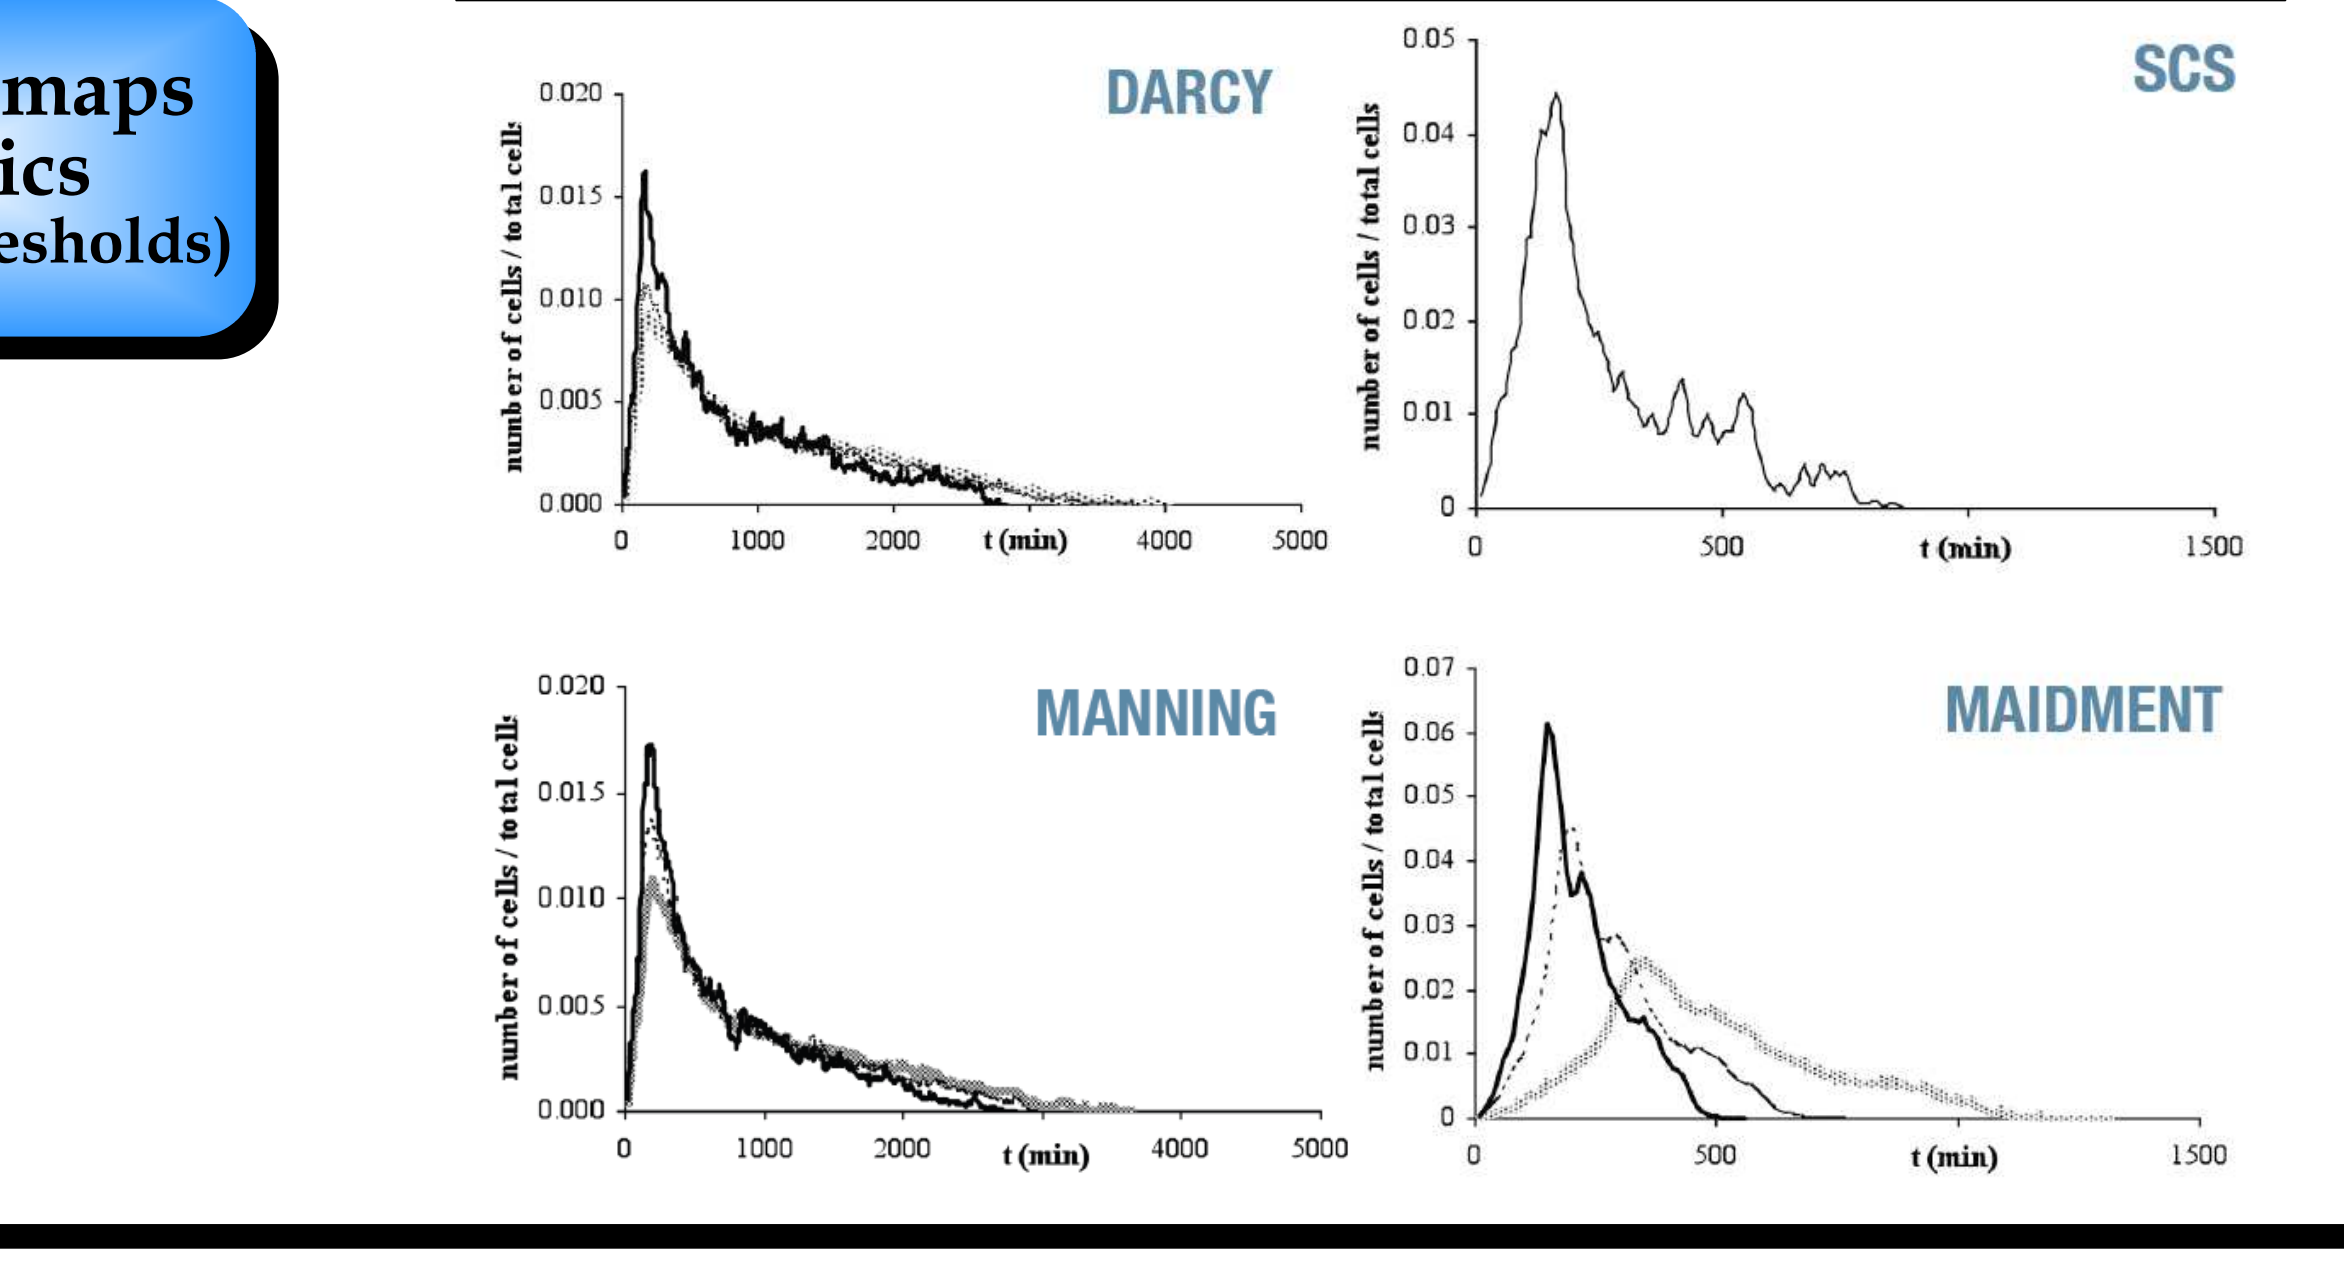 maps
ics
esholds)
DARCY
number of cells / total cells
0.020
0.015
0.010
0.005
0.000
0 1000 2000 t (min) 4000 5000
SCS
number of cells / total cells
0.05
0.04
0.03
0.02
0.01
0
0 500 t (min) 1500
MANNING
number of cells / total cells
0.020
0.015
0.010
0.005
0.000
0 1000 2000 t (min) 4000 5000
MAIDMENT
number of cells / total cells
0.07
0.06
0.05
0.04
0.03
0.02
0.01
0
0 500 t (min) 1500